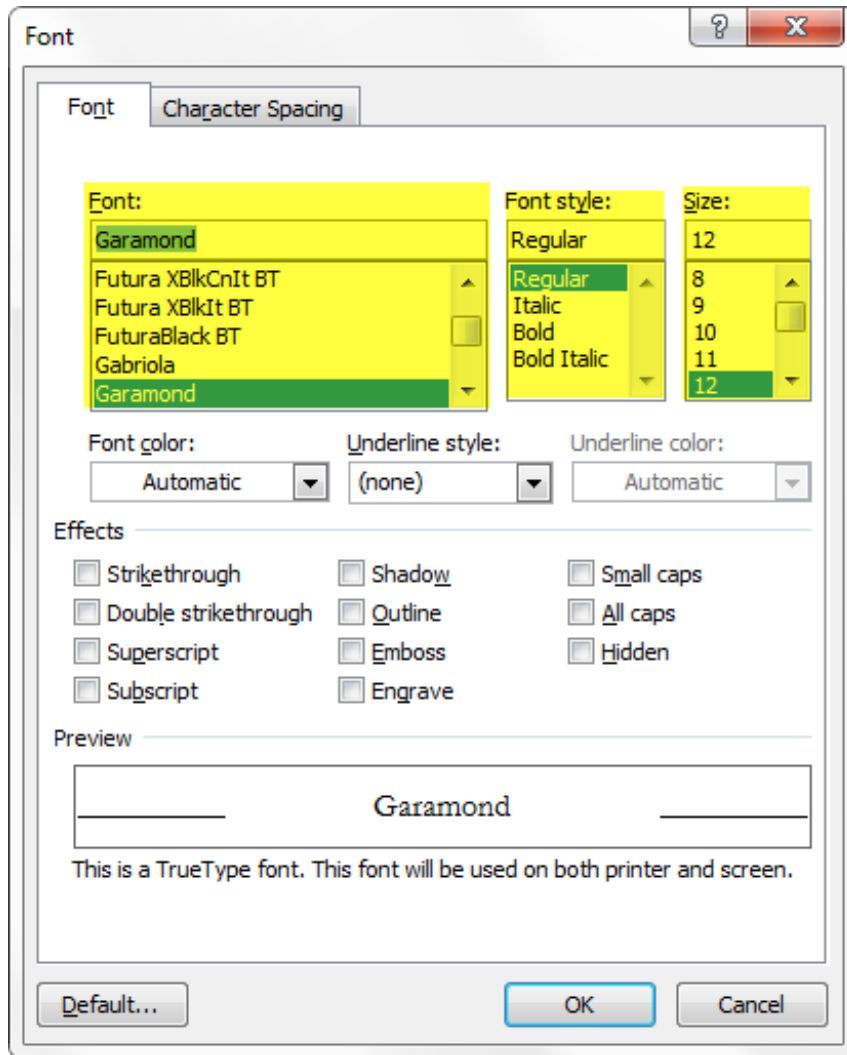 Font
Font Character Spacing
Font: Font style: Size:
Garamond Regular 12
Futura XBlkCnIt BT Regular 8
Futura XBlkIt BT Italic 9
FuturaBlack BT Bold 10
Gabriola Bold Italic 11
Garamond 12
Font color: Underline style: Underline color:
Automatic (none) Automatic
Effects
Strikethrough Shadow Small caps
Double strikethrough Outline All caps
Superscript Emboss Hidden
Subscript Engrave
Preview
Garamond
This is a TrueType font. This font will be used on both printer and screen.
Default... OK Cancel